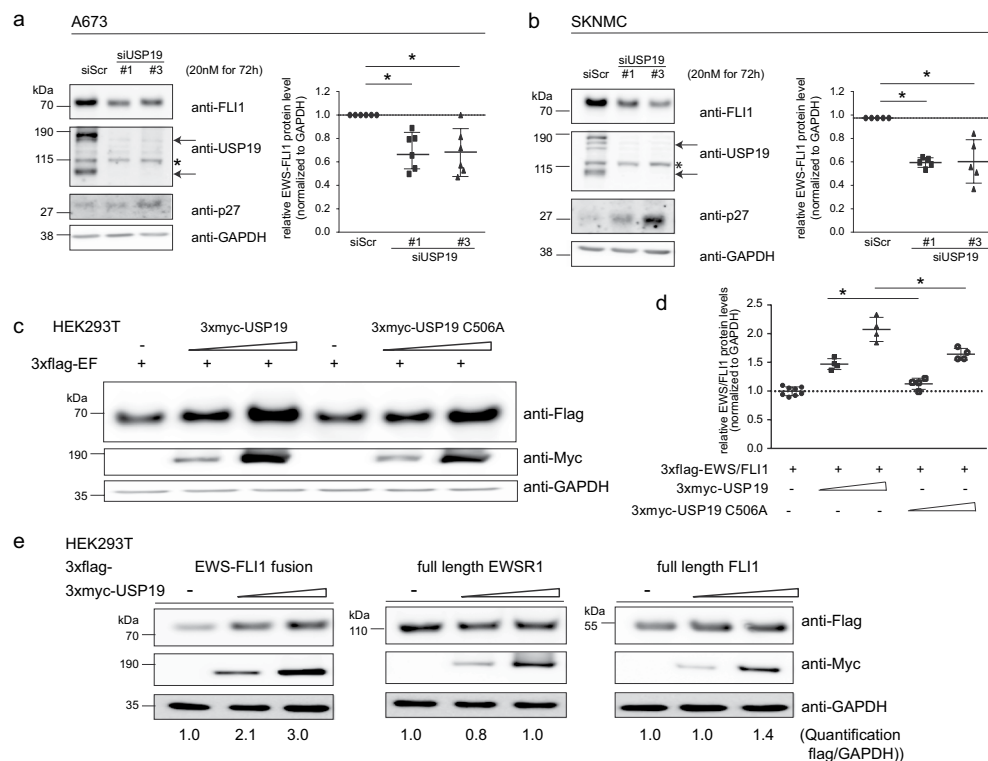 a
A673
siUSP19
siScr #1 #3 (20nM for 72h)
kDa
70
anti-FLI1
190
anti-USP19
115
*
27
anti-p27
38
anti-GAPDH
relative EWS-FLI1 protein level
(normalized to GAPDH)
1.2
1.0
0.8
0.6
0.4
0.2
0.0
*
*
siScr #1 #3
siUSP19
b
SKNMC
siUSP19
siScr #1 #3 (20nM for 72h)
kDa
70
anti-FLI1
190
anti-USP19
115
*
27
anti-p27
38
anti-GAPDH
relative EWS-FLI1 protein level
(normalized to GAPDH)
1.2
1.0
0.8
0.6
0.4
0.2
0.0
*
*
siScr #1 #3
siUSP19
c
HEK293T
- 3xmyc-USP19 - 3xmyc-USP19 C506A
3xflag-EF + + + + + +
kDa
70
anti-Flag
190
anti-Myc
35
anti-GAPDH
d
relative EWS/FLI1 protein levels
(normalized to GAPDH)
2.5
2.0
1.5
1.0
0.5
0.0
*
*
3xflag-EWS/FLI1 + + + + +
3xmyc-USP19 - - -
3xmyc-USP19 C506A - - -
e
HEK293T
3xflag- EWS-FLI1 fusion full length EWSR1 full length FLI1
3xmyc-USP19 - - -
kDa kDa kDa
70 110 55
anti-Flag
190
anti-Myc
35
anti-GAPDH
1.0 2.1 3.0 1.0 0.8 1.0 1.0 1.0 1.4 (Quantification
flag/GAPDH))